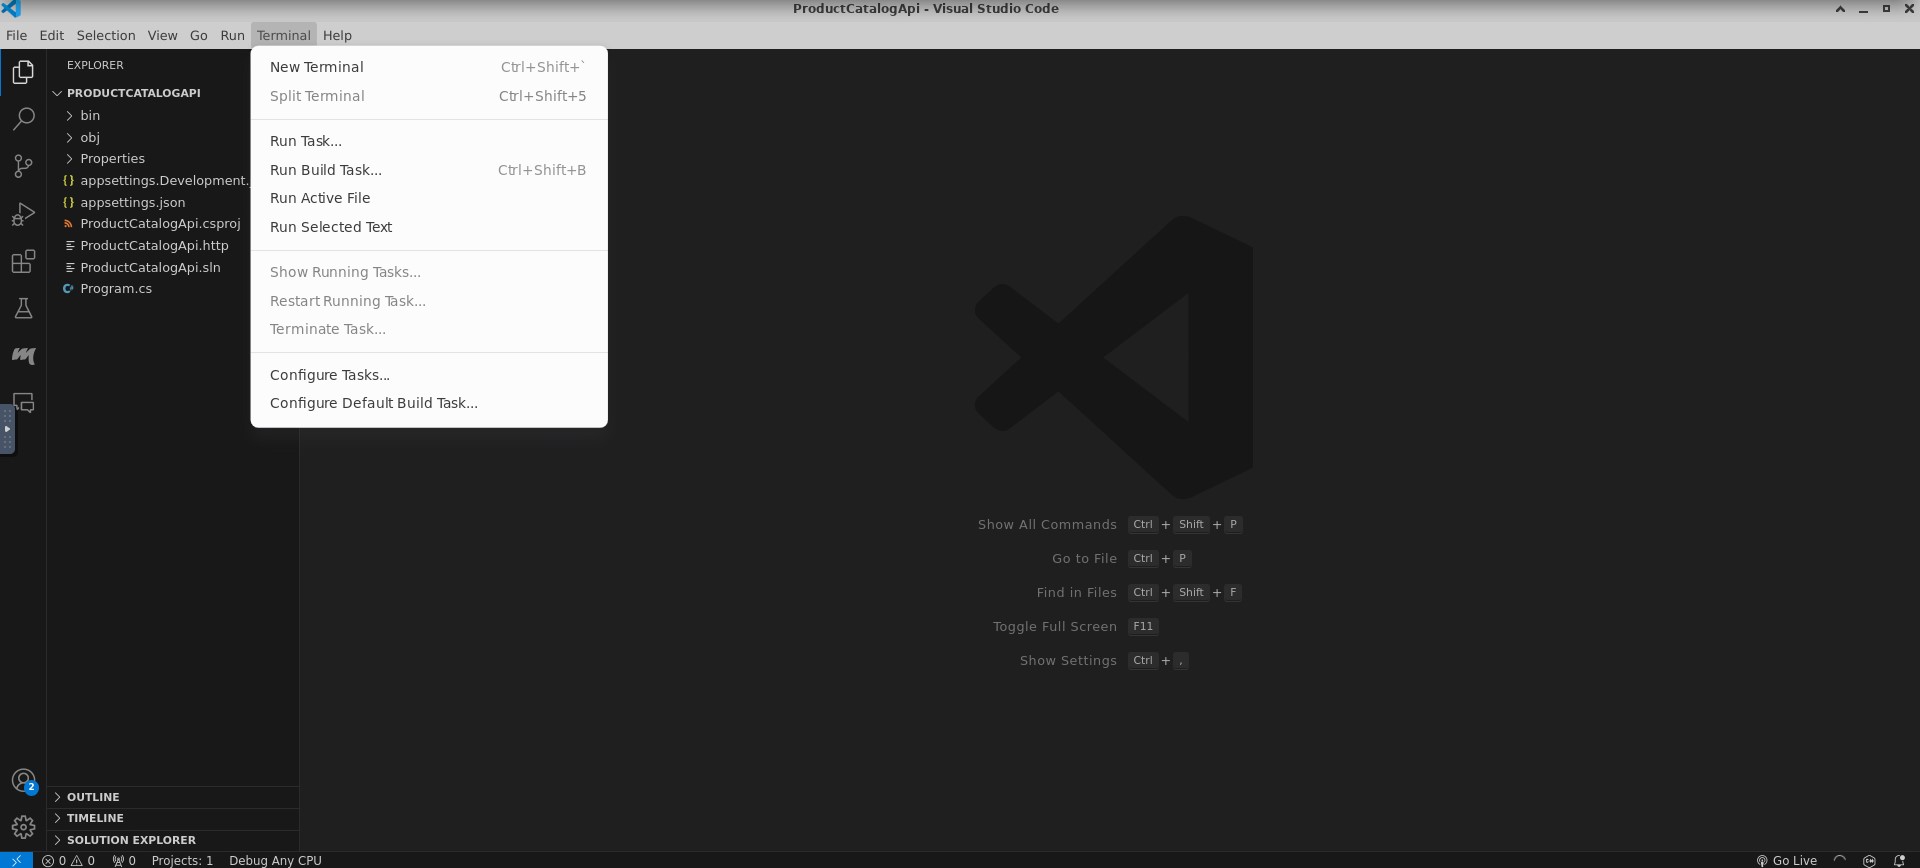 ProductCatalogApi - Visual Studio Code
File Edit Selection View Go Run Terminal Help
EXPLORER
PRODUCTCATALOGAPI
bin
obj
Properties
appsettings.Development.
appsettings.json
ProductCatalogApi.csproj
ProductCatalogApi.http
ProductCatalogApi.sln
Program.cs
New Terminal Ctrl+Shift+`
Split Terminal Ctrl+Shift+5
Run Task...
Run Build Task... Ctrl+Shift+B
Run Active File
Run Selected Text
Show Running Tasks...
Restart Running Task...
Terminate Task...
Configure Tasks...
Configure Default Build Task...
Show All Commands Ctrl + Shift + P
Go to File Ctrl + P
Find in Files Ctrl + Shift + F
Toggle Full Screen F11
Show Settings Ctrl + ,
2
OUTLINE
TIMELINE
SOLUTION EXPLORER
0 0 0 Projects: 1 Debug Any CPU Go Live